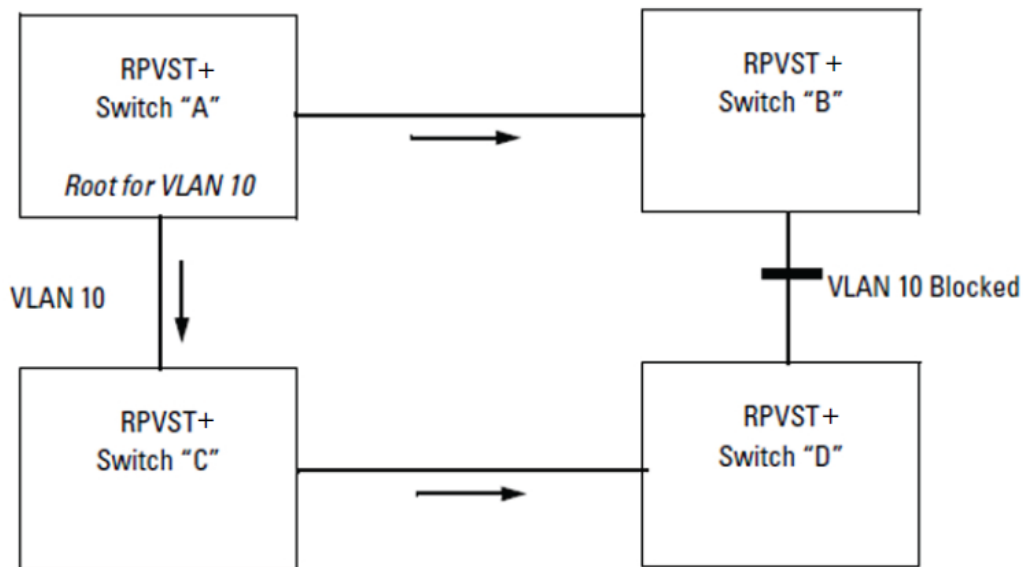 RPVST+
Switch "A"
Root for VLAN 10
RPVST +
Switch "B"
VLAN 10
VLAN 10 Blocked
RPVST+
Switch "C"
RPVST+
Switch "D"